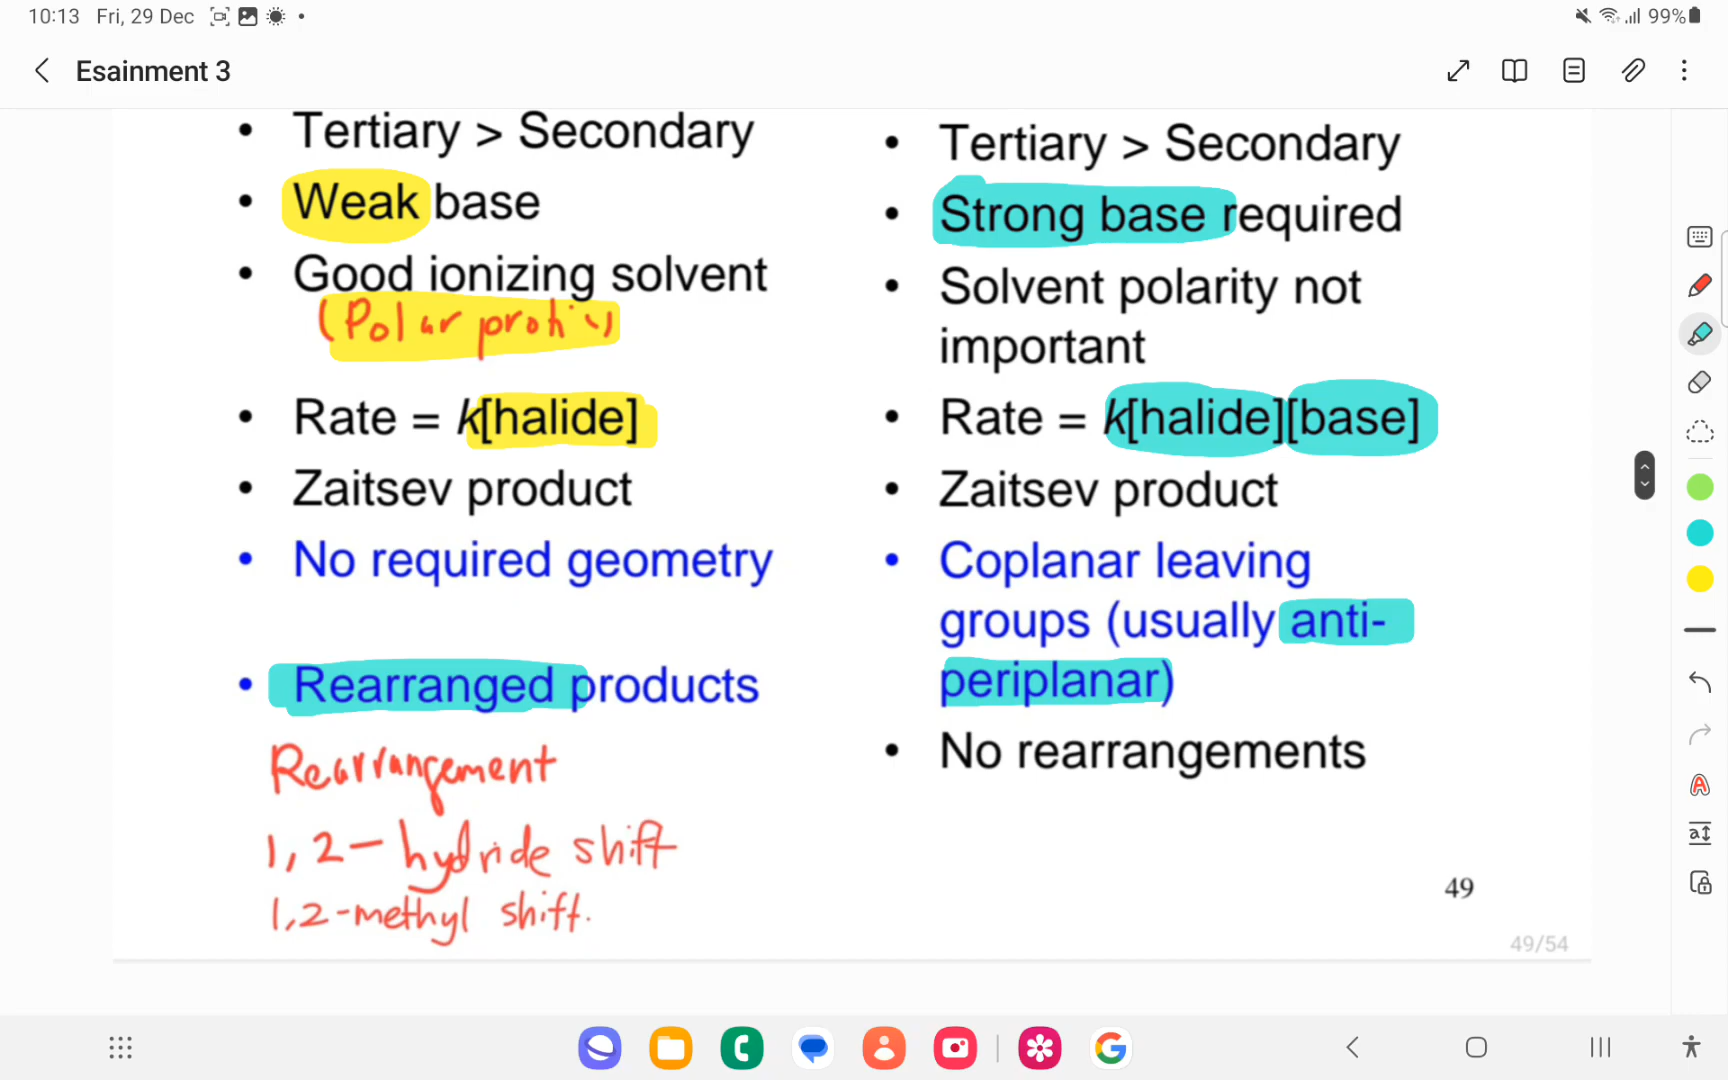 10:13 Fri, 29 Dec
99%
Esainment 3
• Tertiary > Secondary
• Weak base
• Good ionizing solvent
(Polar protic)
• Rate = k[halide]
• Zaitsev product
• No required geometry
• Rearranged products
Rearrangement
1,2-hydride shift
1,2-methyl shift.
• Tertiary > Secondary
• Strong base required
• Solvent polarity not
important
• Rate = k[halide][base]
• Zaitsev product
• Coplanar leaving
groups (usually anti-
periplanar)
• No rearrangements
49
49/54